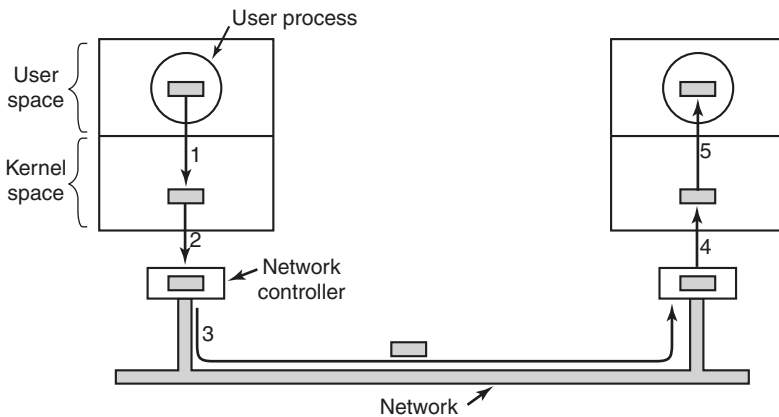 User process
User
space
Kernel
space
1
2
Network
controller
3
Network
5
4